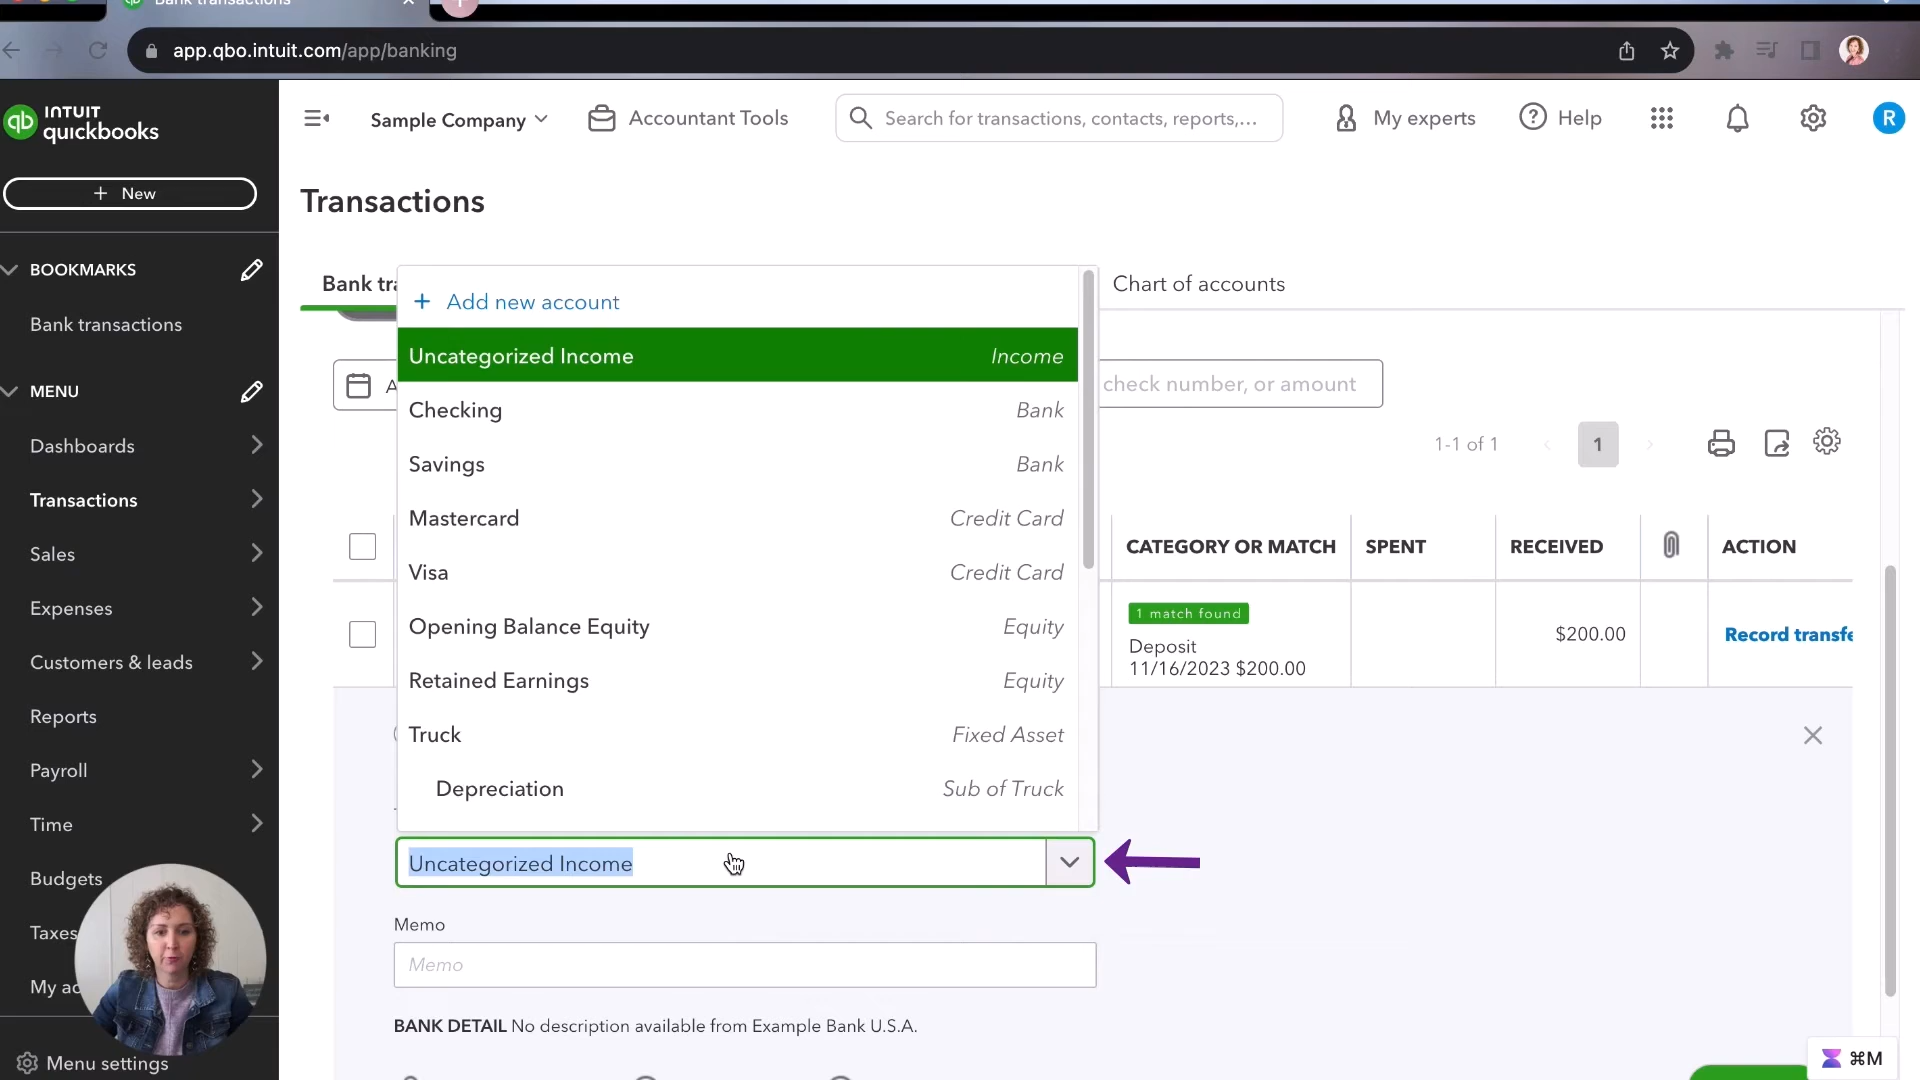 Bank transactions
app.qbo.intuit.com/app/banking
qb INTUIT quickbooks
Sample Company
Accountant Tools
Search for transactions, contacts, reports,...
My experts
Help
R
+ New
Transactions
BOOKMARKS
Bank transactions
MENU
Dashboards
Transactions
Sales
Expenses
Customers & leads
Reports
Payroll
Time
Budgets
Taxes
My ac
Menu settings
Bank tra
Chart of accounts
+ Add new account
Uncategorized Income Income
Checking Bank
Savings Bank
Mastercard Credit Card
Visa Credit Card
Opening Balance Equity Equity
Retained Earnings Equity
Truck Fixed Asset
Depreciation Sub of Truck
A
check number, or amount
1-1 of 1
1
CATEGORY OR MATCH SPENT RECEIVED ACTION
1 match found
Deposit
11/16/2023 $200.00
$200.00
Record transfe
Uncategorized Income
Memo
Memo
BANK DETAIL No description available from Example Bank U.S.A.
⌘M